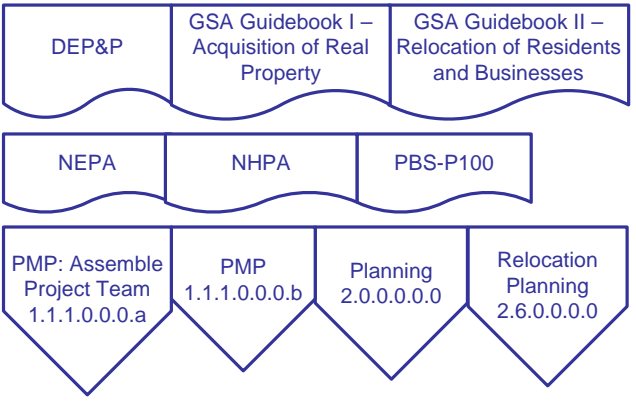 DEP&P
GSA Guidebook I –
Acquisition of Real
Property
GSA Guidebook II –
Relocation of Residents
and Businesses
NEPA
NHPA
PBS-P100
PMP: Assemble
Project Team
1.1.1.0.0.0.a
PMP
1.1.1.0.0.0.b
Planning
2.0.0.0.0.0
Relocation
Planning
2.6.0.0.0.0